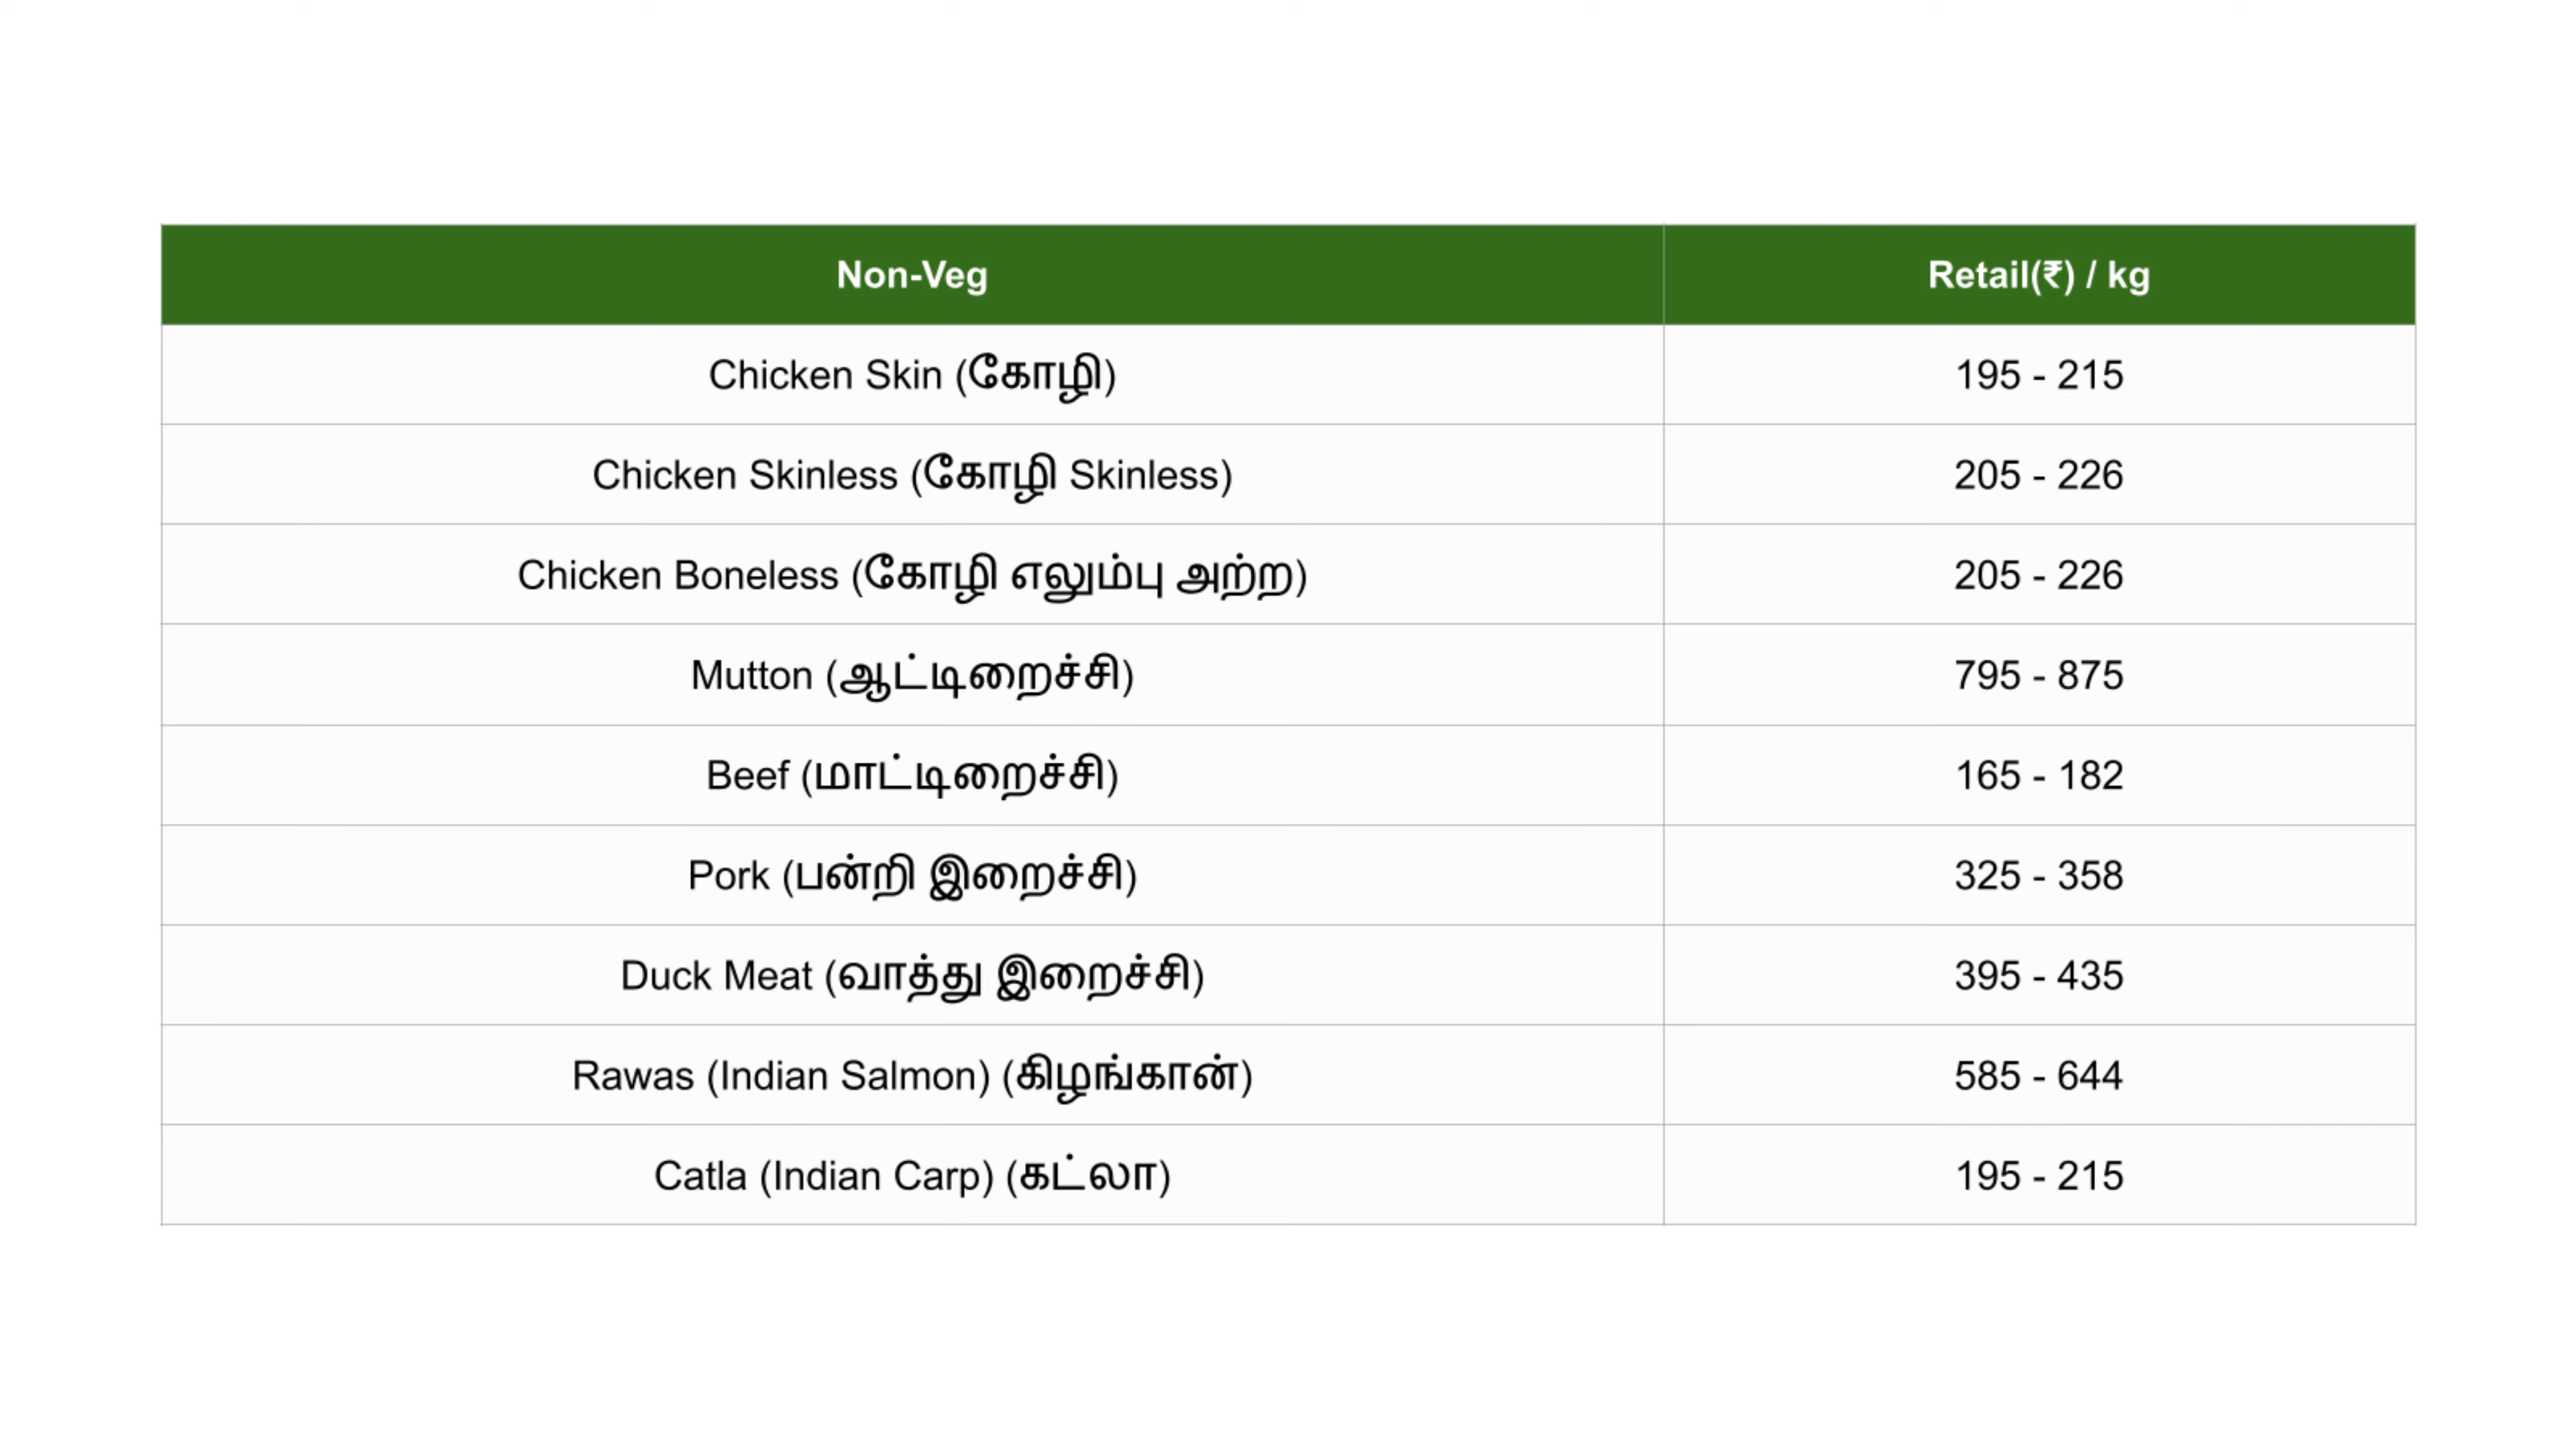 Non-Veg Retail(₹) / kg
Chicken Skin (கோழி) 195 - 215
Chicken Skinless (கோழி Skinless) 205 - 226
Chicken Boneless (கோழி எலும்பு அற்ற) 205 - 226
Mutton (ஆட்டிறைச்சி) 795 - 875
Beef (மாட்டிறைச்சி) 165 - 182
Pork (பன்றி இறைச்சி) 325 - 358
Duck Meat (வாத்து இறைச்சி) 395 - 435
Rawas (Indian Salmon) (கிழங்கான்) 585 - 644
Catla (Indian Carp) (கட்லா) 195 - 215